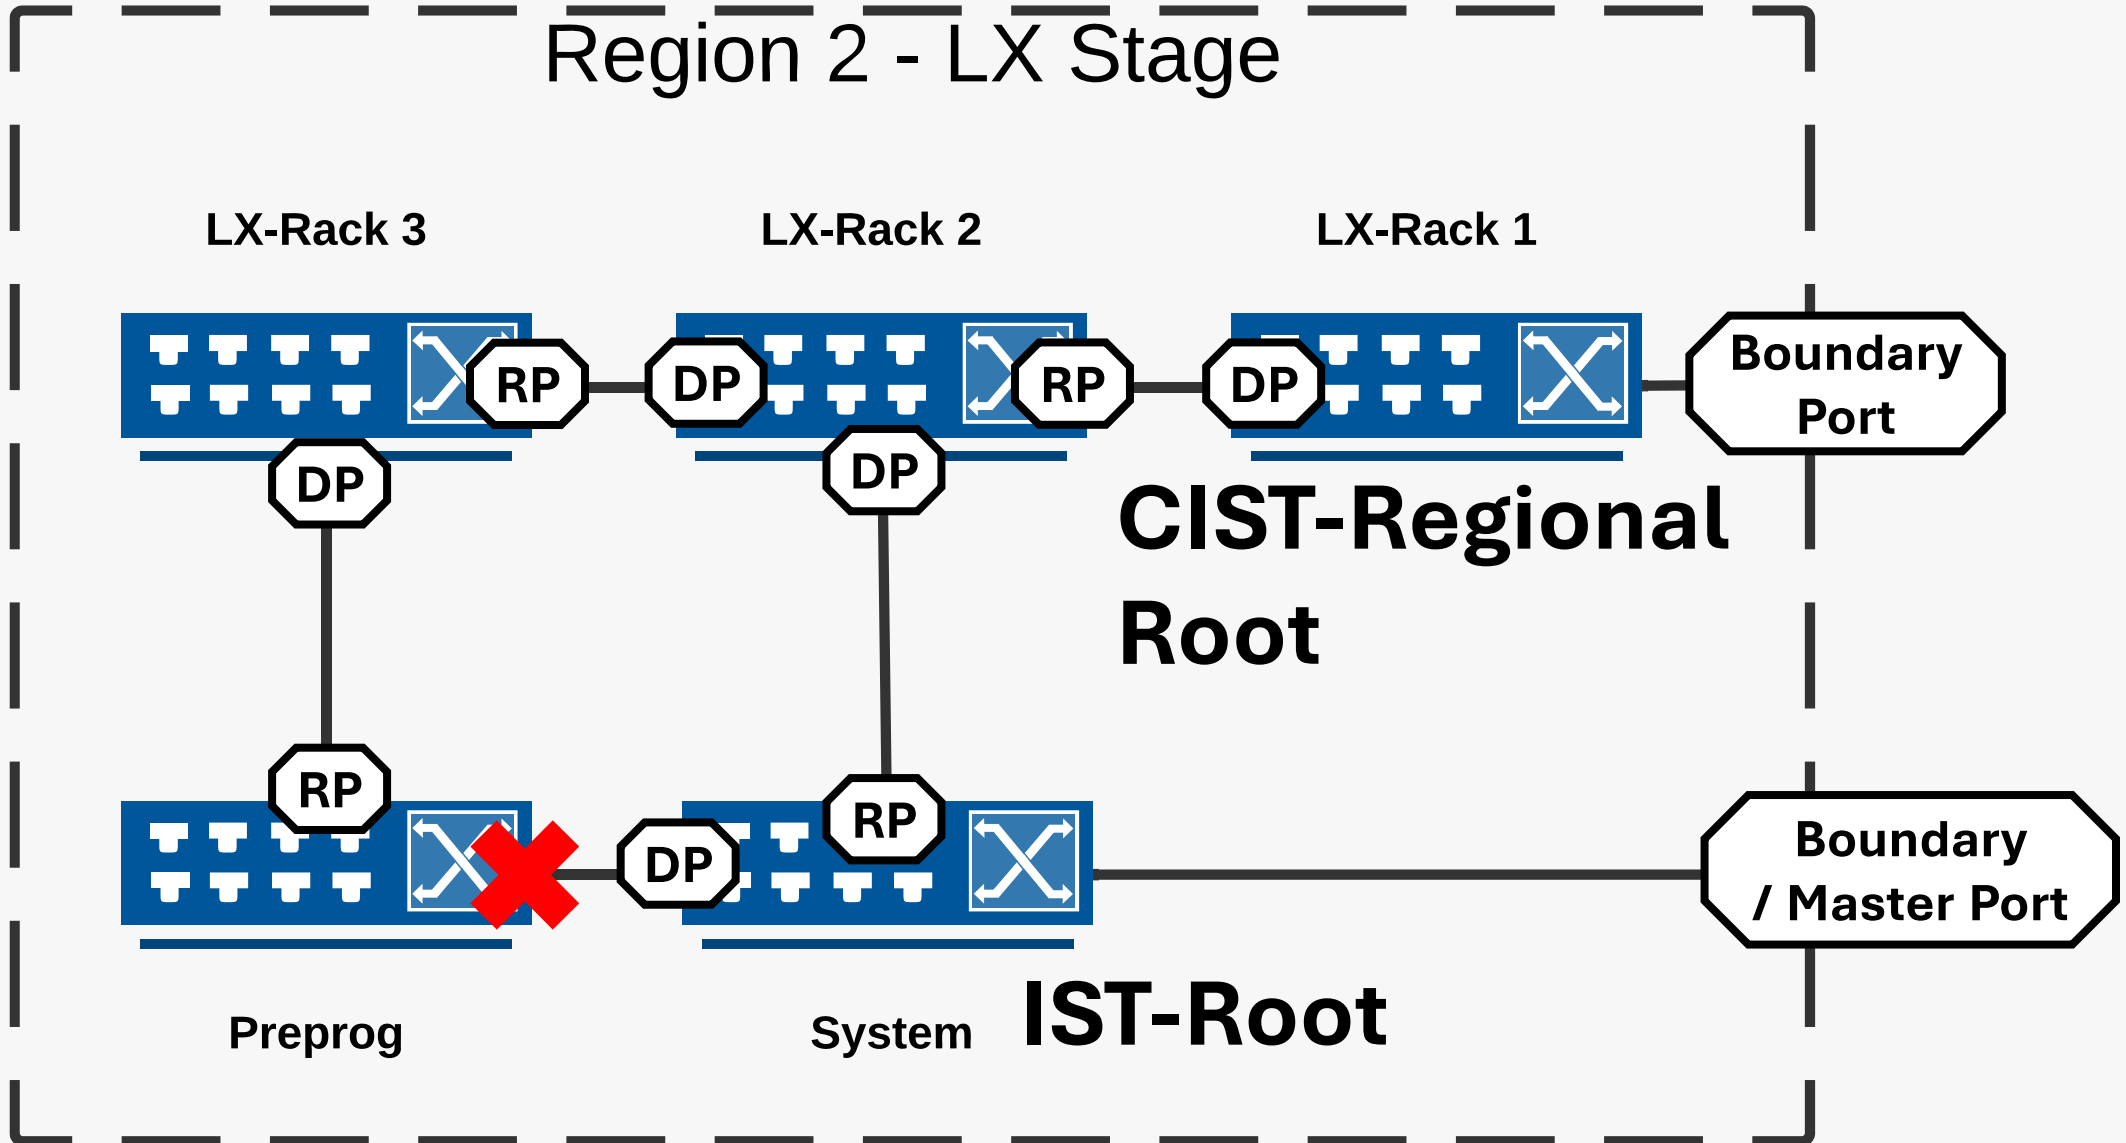 Region 2 - LX Stage
LX-Rack 3
LX-Rack 2
LX-Rack 1
RP
DP
RP
DP
Boundary
Port
DP
DP
CIST-Regional
Root
RP
RP
DP
Boundary
/ Master Port
IST-Root
Preprog
System